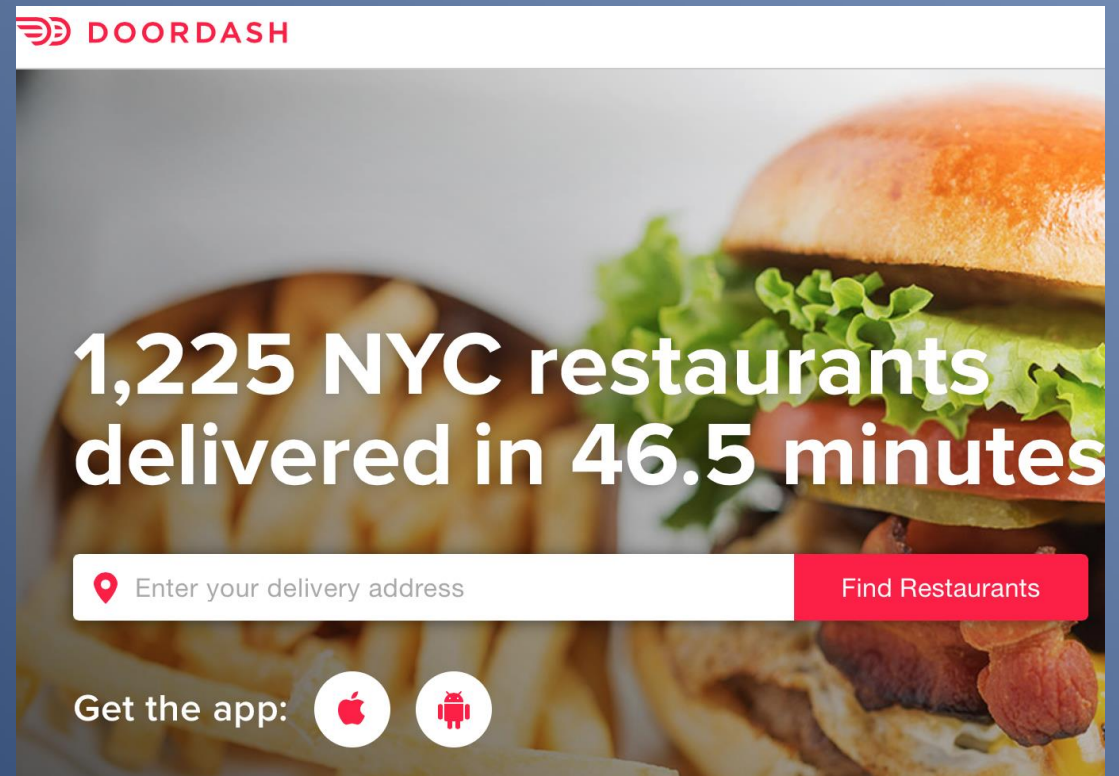 DOORDASH
1,225 NYC restaurants
delivered in 46.5 minutes
Enter your delivery address
Find Restaurants
Get the app: